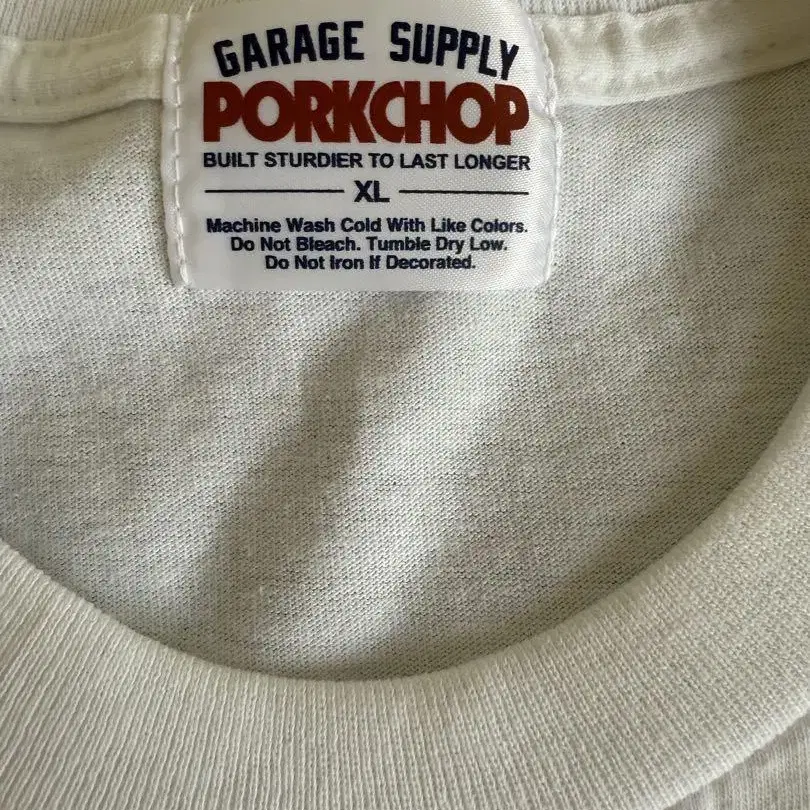 GARAGE SUPPLY
PORKCHOP
BUILT STURDIER TO LAST LONGER
XL
Machine Wash Cold With Like Colors.
Do Not Bleach. Tumble Dry Low.
Do Not Iron If Decorated.